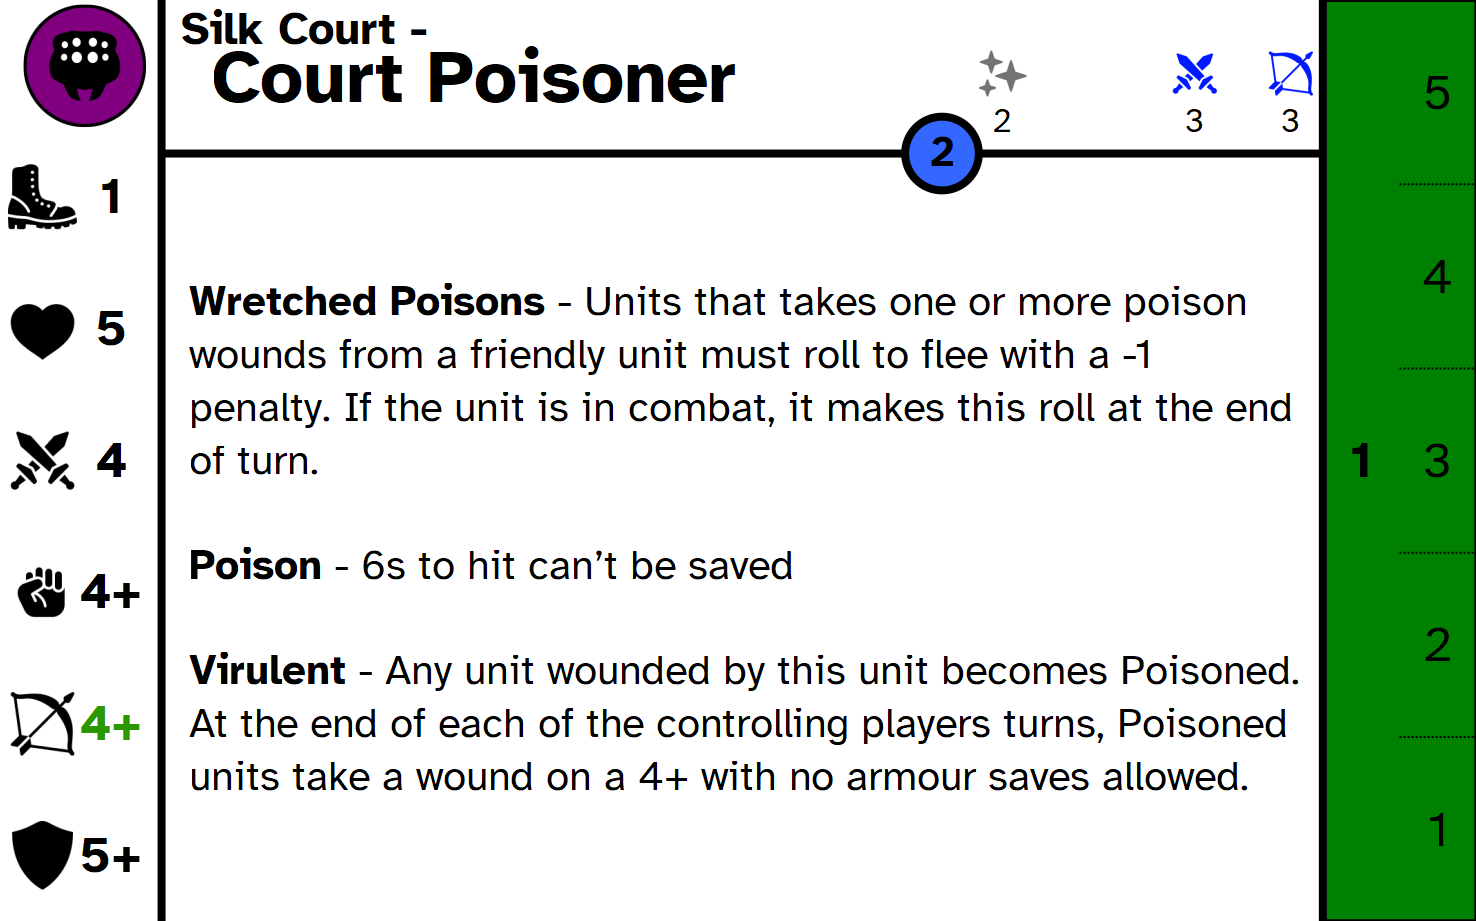 Silk Court -
Court Poisoner
2
3
3
2
1
5
4
4+
4+
5+
Wretched Poisons - Units that takes one or more poison
wounds from a friendly unit must roll to flee with a -1
penalty. If the unit is in combat, it makes this roll at the end
of turn.
Poison - 6s to hit can’t be saved
Virulent - Any unit wounded by this unit becomes Poisoned.
At the end of each of the controlling players turns, Poisoned
units take a wound on a 4+ with no armour saves allowed.
5
4
1 3
2
1